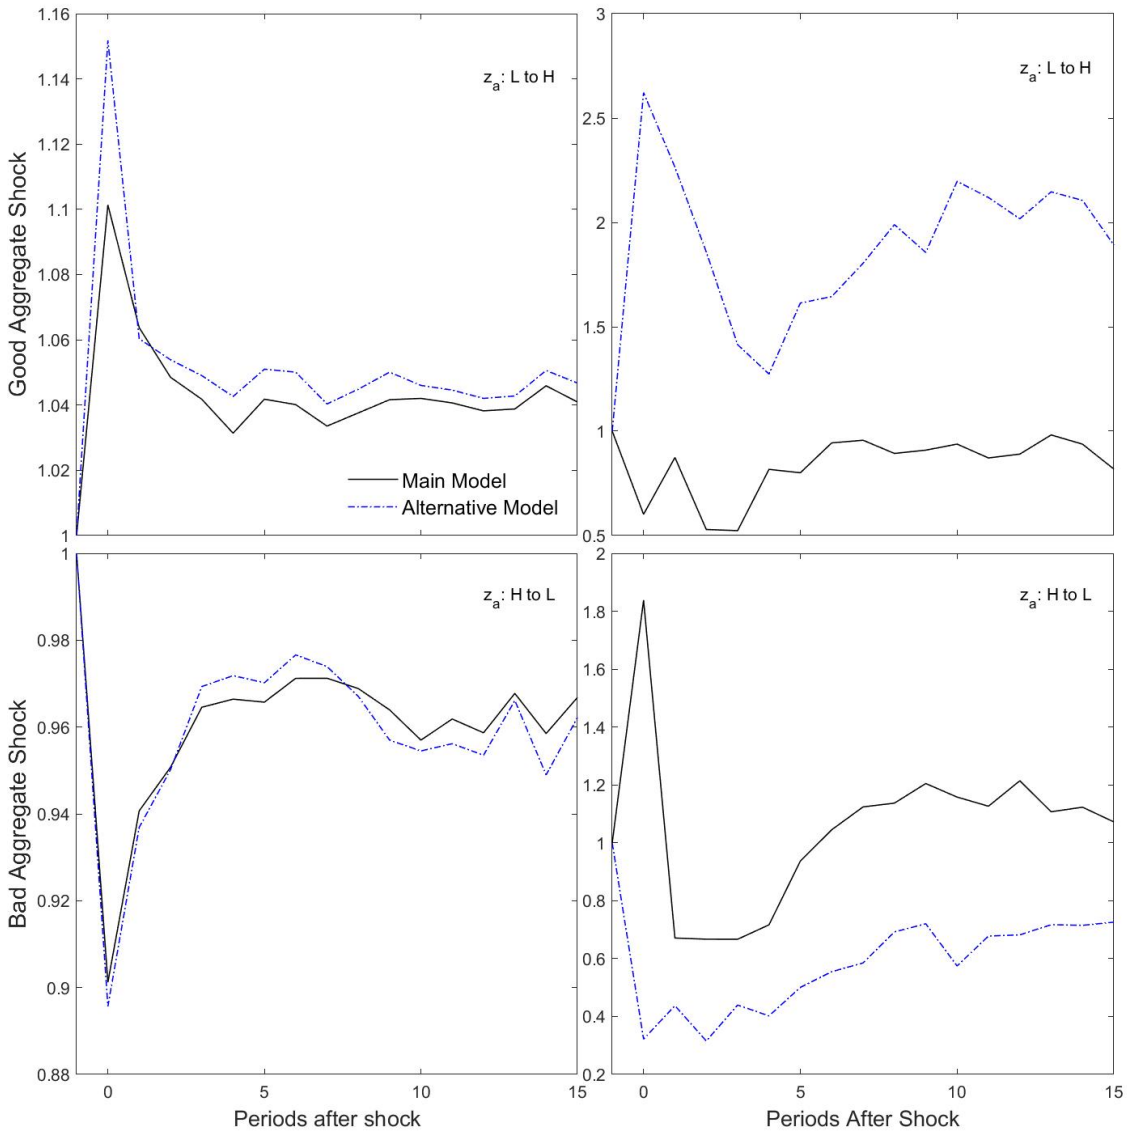 1.16
1.14
1.12
1.1
1.08
1.06
1.04
1.02
1
Good Aggregate Shock
z_a: L to H
Main Model
Alternative Model
3
2.5
2
1.5
1
0.5
z_a: L to H
1
0.98
0.96
0.94
0.92
0.9
0.88
Bad Aggregate Shock
z_a: H to L
0 5 10 15
Periods after shock
2
1.8
1.6
1.4
1.2
1
0.8
0.6
0.4
0.2
z_a: H to L
0 5 10 15
Periods After Shock